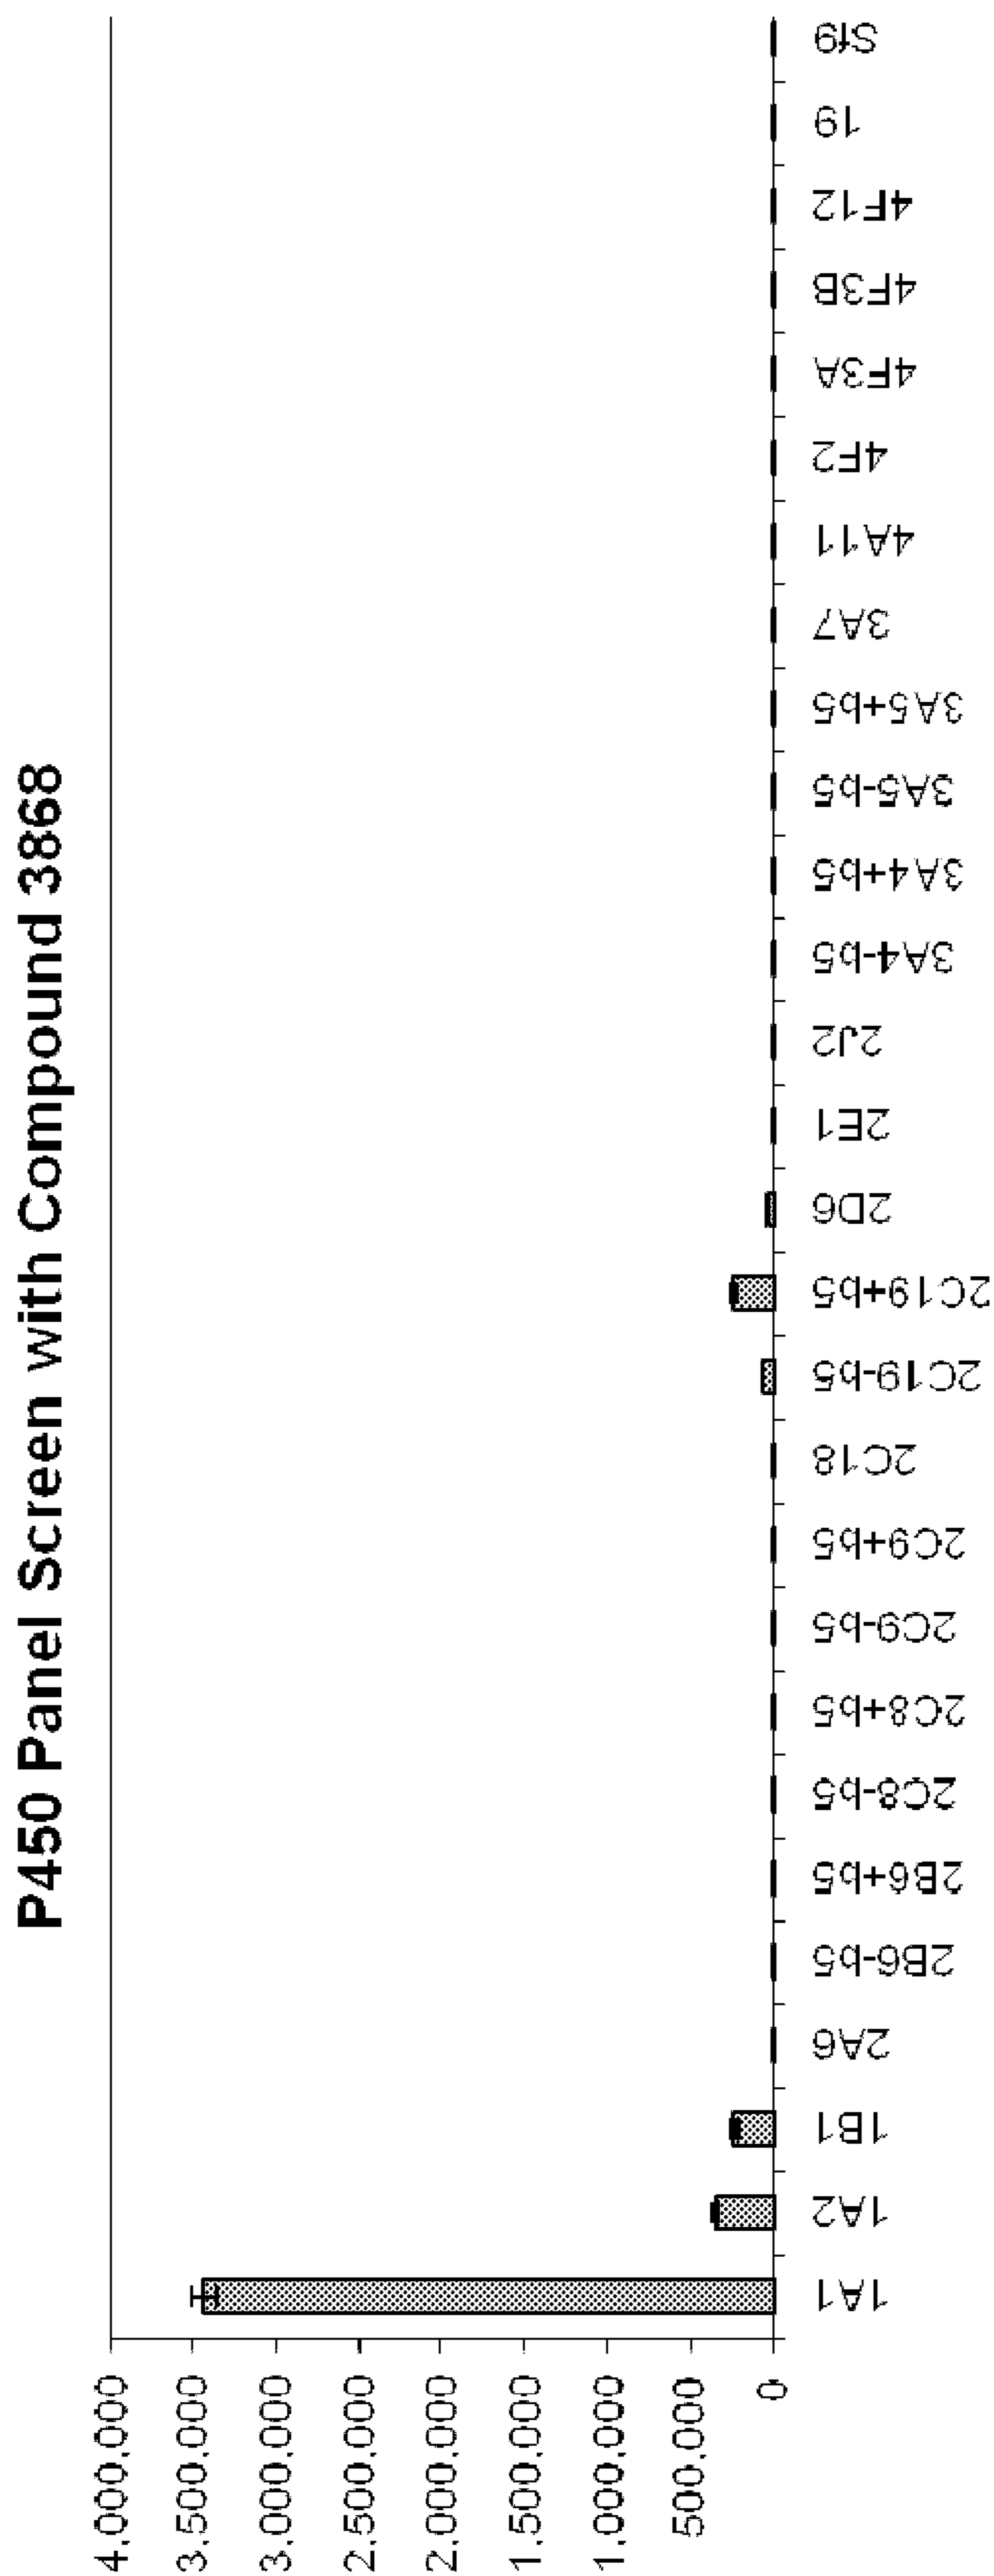 P450 Panel Screen with Compound 3868
4.000.000
3.500.000
3.000.000
2.500.000
2.000.000
1.500.000
1.000.000
500.000
0
1A1
1A2
1B1
2A6
2B6-b5
2B6+b5
2C8-b5
2C8+b5
2C9-b5
2C9+b5
2C18
2C19-b5
2C19+b5
2D6
2E1
2J2
3A4-b5
3A4+b5
3A5-b5
3A5+b5
3A7
4A11
4F2
4F3A
4F3B
4F12
19
Sf9